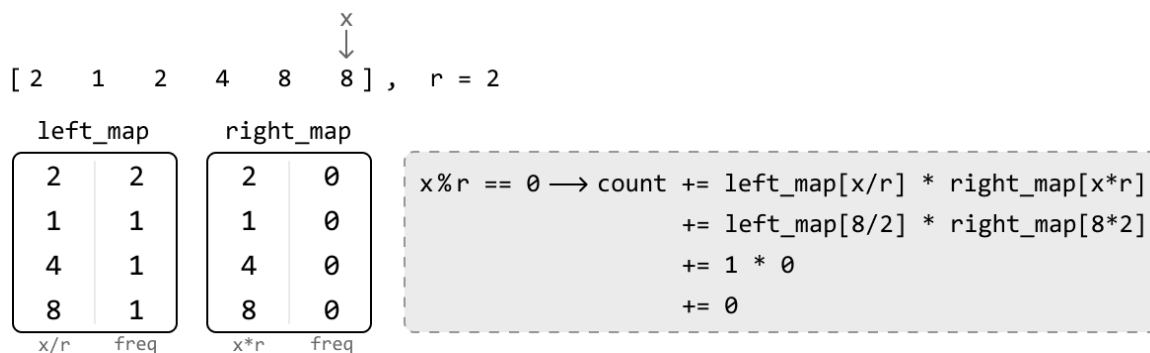 x
[ 2 1 2 4 8 8 ] , r = 2
left_map right_map
2 2 2 0
1 1 1 0
4 1 4 0
8 1 8 0
x/r freq x*r freq
x%r == 0 → count += left_map[x/r] * right_map[x*r]
+= left_map[8/2] * right_map[8*2]
+= 1 * 0
+= 0